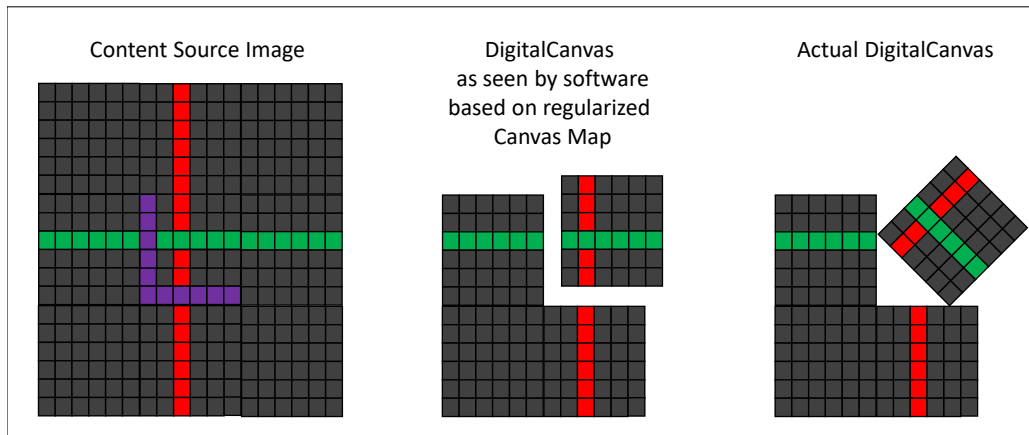 Content Source Image
DigitalCanvas
as seen by software
based on regularized
Canvas Map
Actual DigitalCanvas